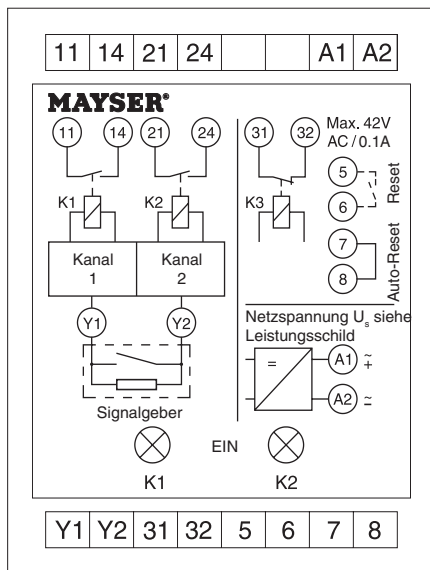 11 14 21 24 A1 A2
MAYSER®
11 14 21 24 31 32 Max. 42V
AC / 0.1A
K1 K2 K3
5
6
Reset
7
8
Auto-Reset
Kanal
1
Kanal
2
Y1 Y2
Signalgeber
Netzspannung Us siehe
Leistungsschild
= ~
A1 ~ +
A2 ~ -
EIN
K1 K2
Y1 Y2 31 32 5 6 7 8